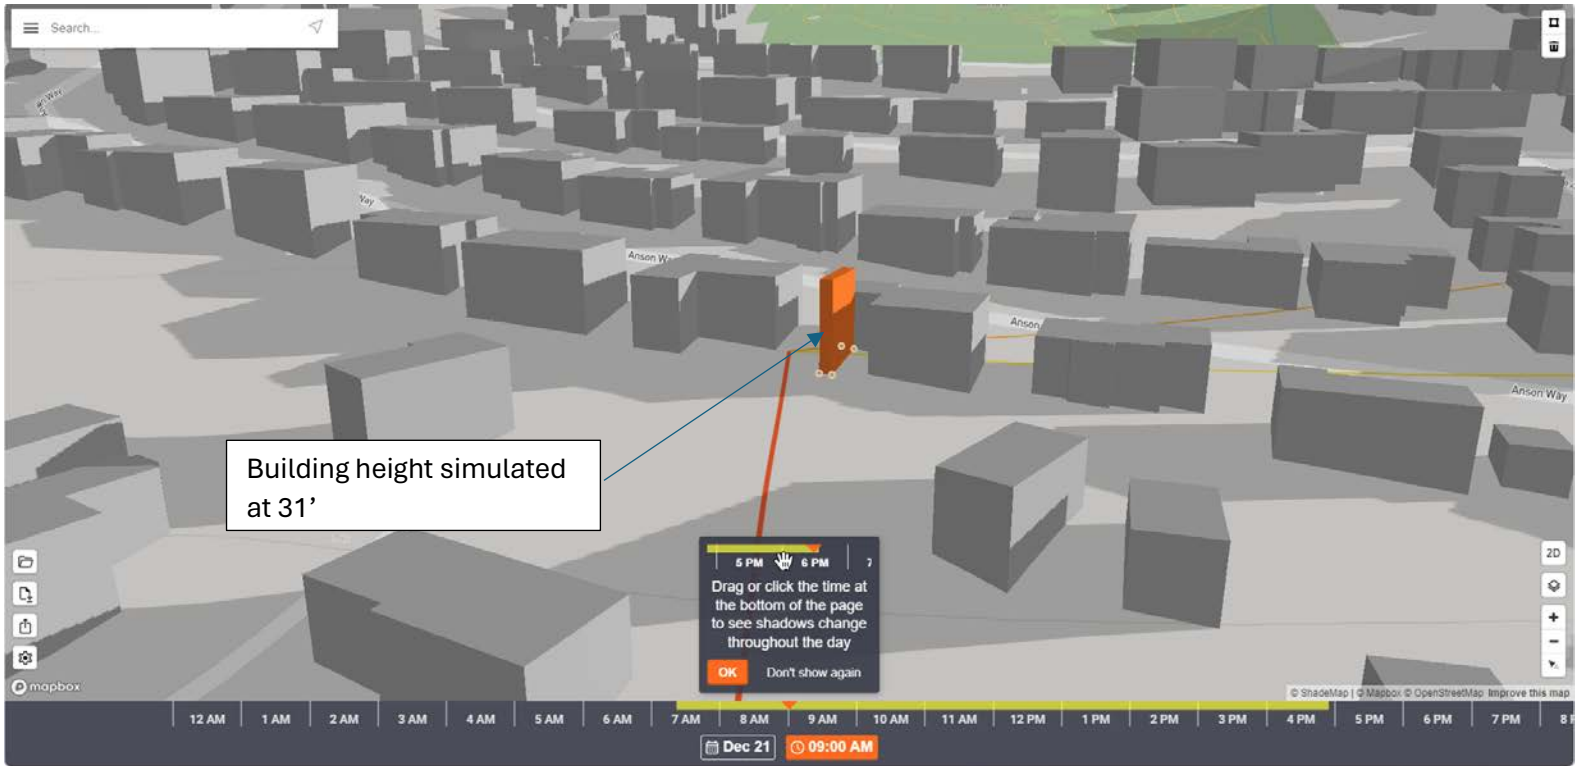 Search...
Way
Anson W
Anson
Anson Way
Building height simulated
at 31’
5 PM 6 PM 7
Drag or click the time at
the bottom of the page
to see shadows change
throughout the day
OK Don't show again
2D
mapbox
© ShadeMap | © Mapbox © OpenStreetMap Improve this map
12 AM 1 AM 2 AM 3 AM 4 AM 5 AM 6 AM 7 AM 8 AM 9 AM 10 AM 11 AM 12 PM 1 PM 2 PM 3 PM 4 PM 5 PM 6 PM 7 PM 8
Dec 21 09:00 AM